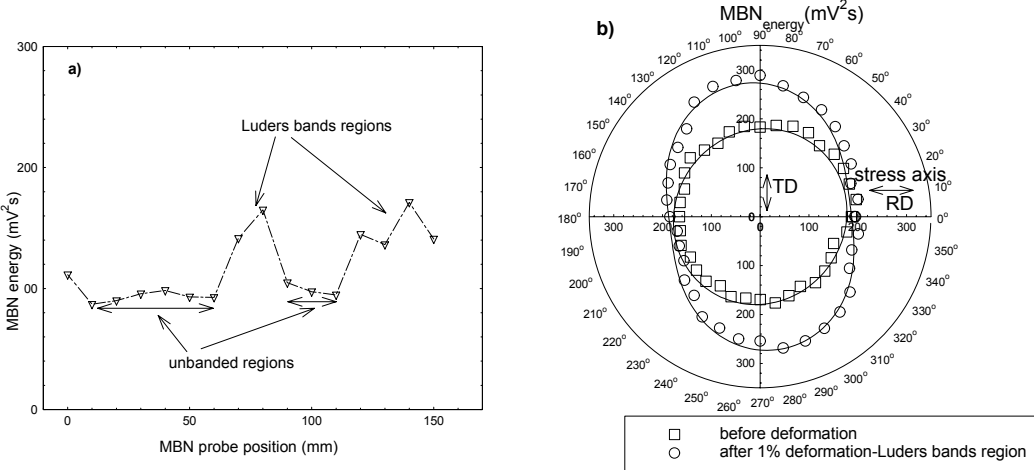 a)
300
200
00
0
MBN energy (mV²s)
Luders bands regions
unbanded regions
0 50 100 150
MBN probe position (mm)
b)
MBN energy (mV²s)
90°
100° 80°
110° 70°
120° 60°
130° 50°
140° 40°
150° 30°
160° 20°
170° 10°
180° 0°
190° 350°
200° 340°
210° 330°
220° 320°
230° 310°
240° 300°
250° 290°
260° 280°
270°
300
200
100
0
100
200
300
300 200 100 0 100 200 300
TD
stress axis
RD
before deformation
after 1% deformation-Luders bands region